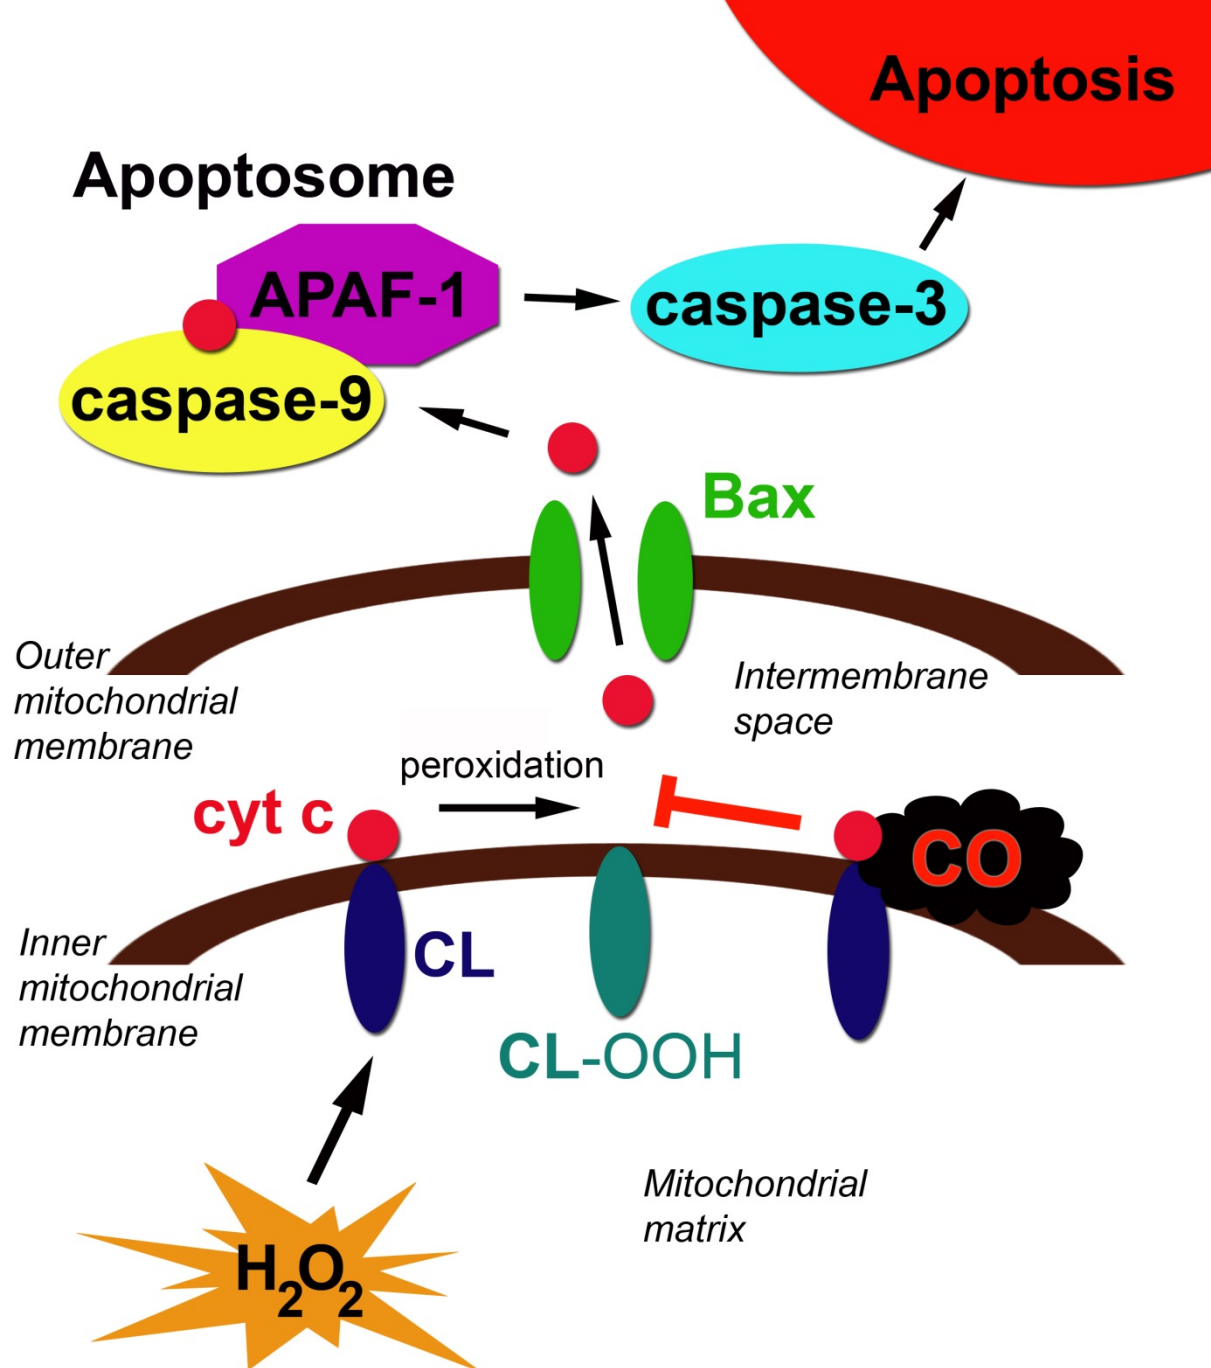 Apoptosis
Apoptosome
APAF-1
caspase-3
caspase-9
Bax
Outer
mitochondrial
membrane
Intermembrane
space
peroxidation
cyt c
CO
Inner
mitochondrial
membrane
CL
CL-OOH
Mitochondrial
matrix
H₂O₂